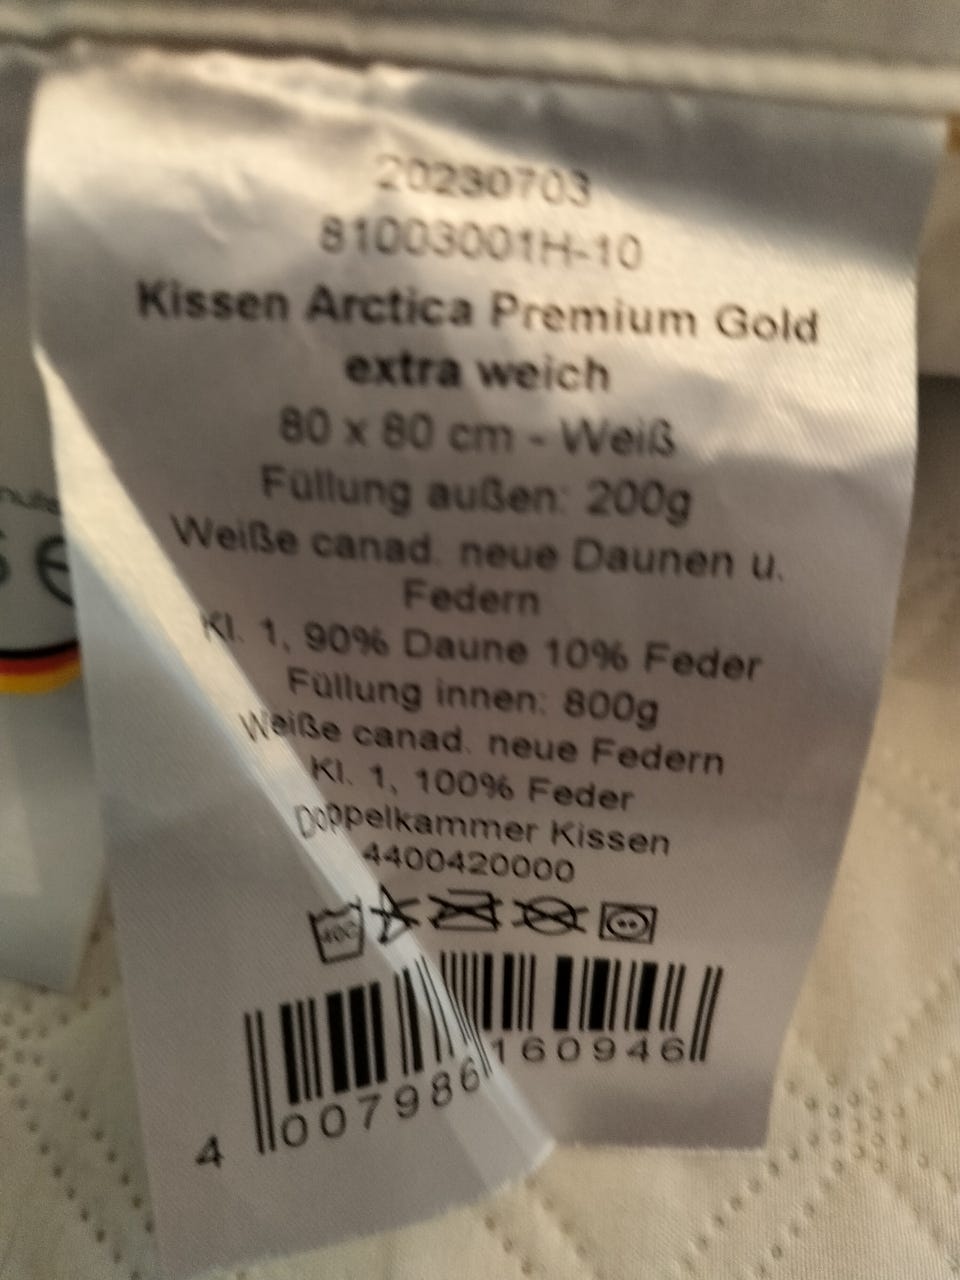 20230703
81003001H-10
Kissen Arctica Premium Gold
extra weich
80 x 80 cm - Weiß
Füllung außen: 200g
Weiße canad. neue Daunen u.
Federn
Kl. 1, 90% Daune 10% Feder
Füllung innen: 800g
Weiße canad. neue Federn
Kl. 1, 100% Feder
Doppelkammer Kissen
4400420000
40C
4 007986 160946